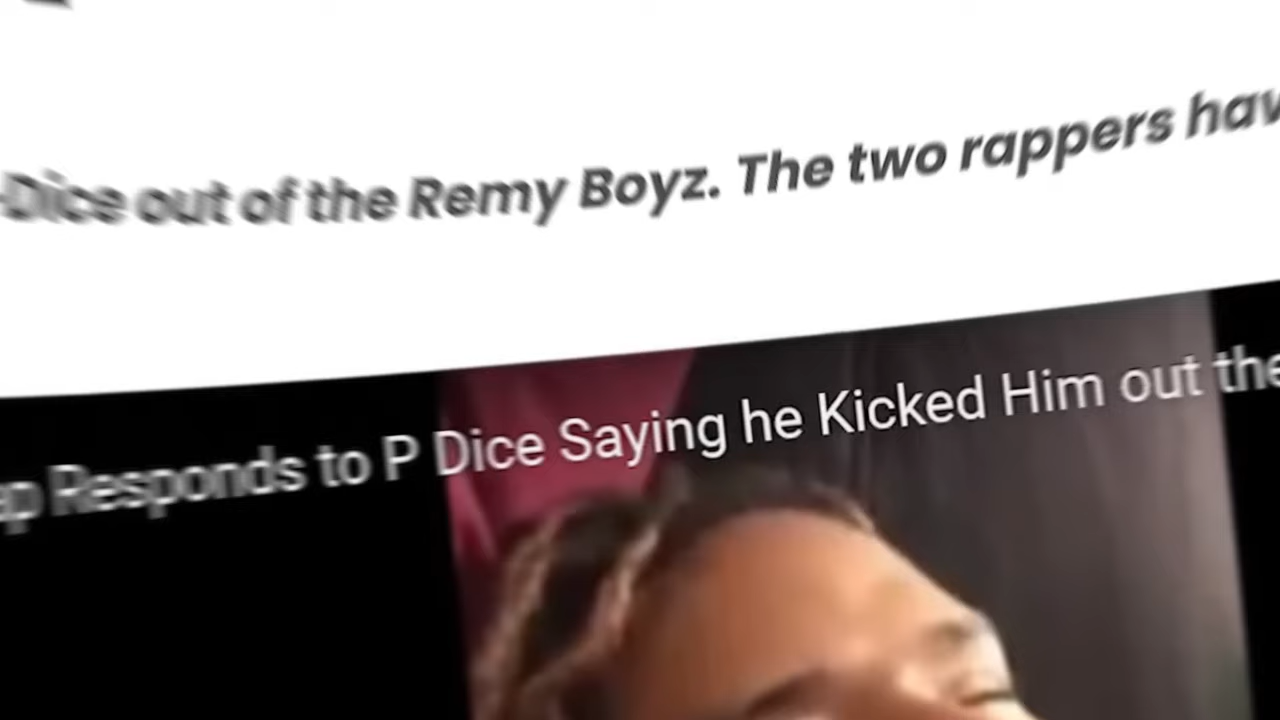 -Dice out of the Remy Boyz. The two rappers hav
ap Responds to P Dice Saying he Kicked Him out the